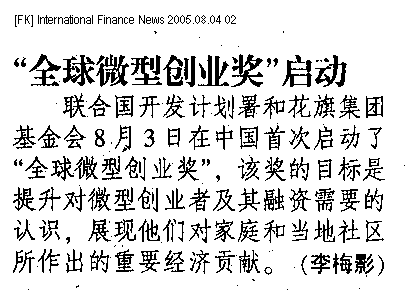 [FK] International Finance News 2005.08.04 02
“全球微型创业奖”启动
联合国开发计划署和花旗集团
基金会8月3日在中国首次启动了
“全球微型创业奖”，该奖的目标是
提升对微型创业者及其融资需要的
认识，展现他们对家庭和当地社区
所作出的重要经济贡献。（李梅影）